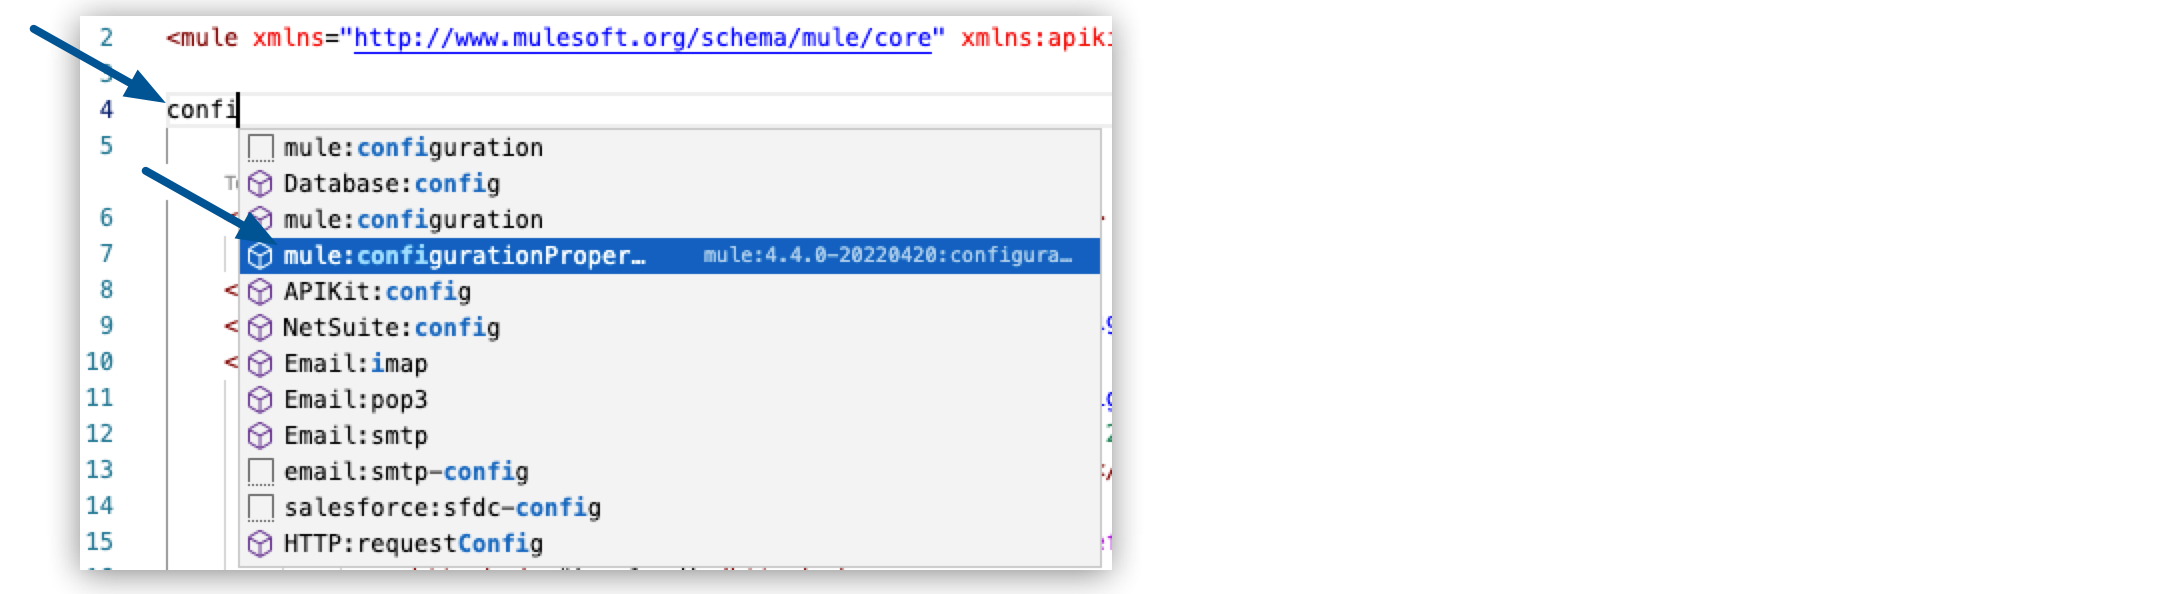 2 <mule xmlns="http://www.mulesoft.org/schema/mule/core" xmlns:apiki
3
4 confi
5 mule:configuration
Database:config
6 mule:configuration
7 mule:configurationProper… mule:4.4.0-20220420:configura…
8 < APIKit:config
9 < NetSuite:config
10 < Email:imap
11 Email:pop3
12 Email:smtp
13 email:smtp-config
14 salesforce:sfdc-config
15 HTTP:requestConfig